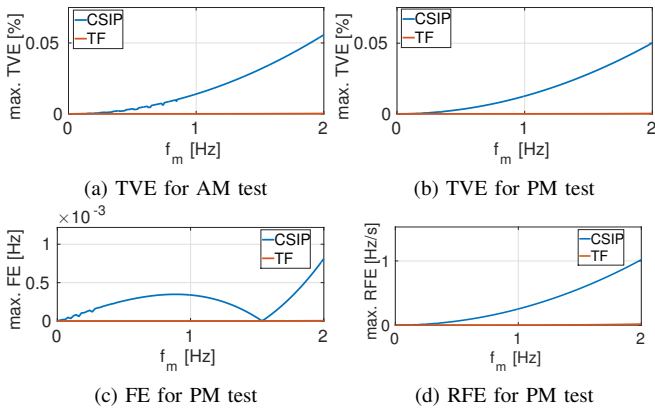 max. TVE [%]
0.05
0
CSIP
TF
0
1
2
f_m [Hz]
(a) TVE for AM test
max. TVE [%]
0.05
0
CSIP
TF
0
1
2
f_m [Hz]
(b) TVE for PM test
× 10^-3
max. FE [Hz]
1
0.5
0
CSIP
TF
0
1
2
f_m [Hz]
(c) FE for PM test
max. RFE [Hz/s]
1
0
CSIP
TF
0
1
2
f_m [Hz]
(d) RFE for PM test